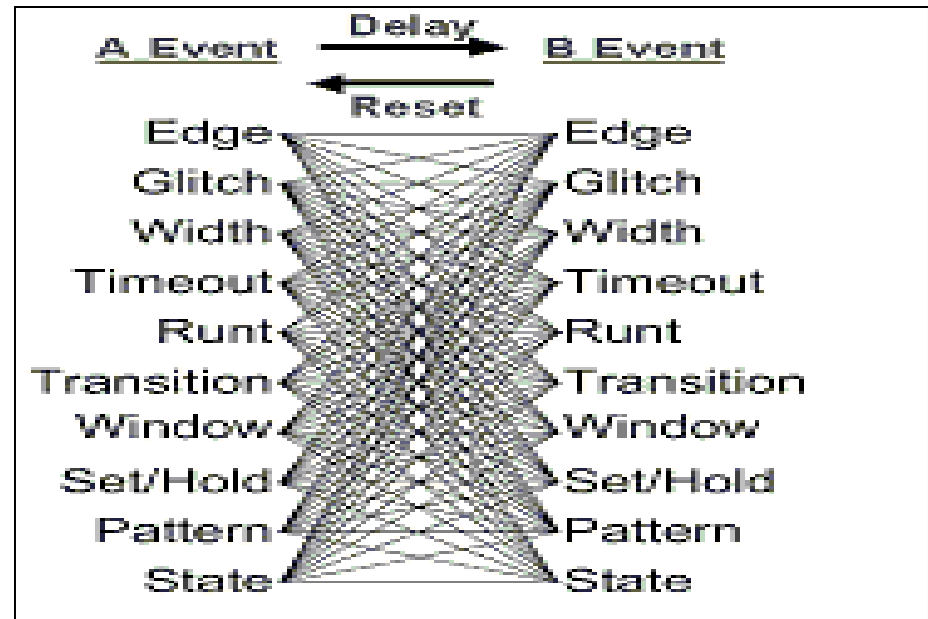 Delay
A Event B Event
Reset
Edge Edge
Glitch Glitch
Width Width
Timeout Timeout
Runt Runt
Transition Transition
Window Window
Set/Hold Set/Hold
Pattern Pattern
State State